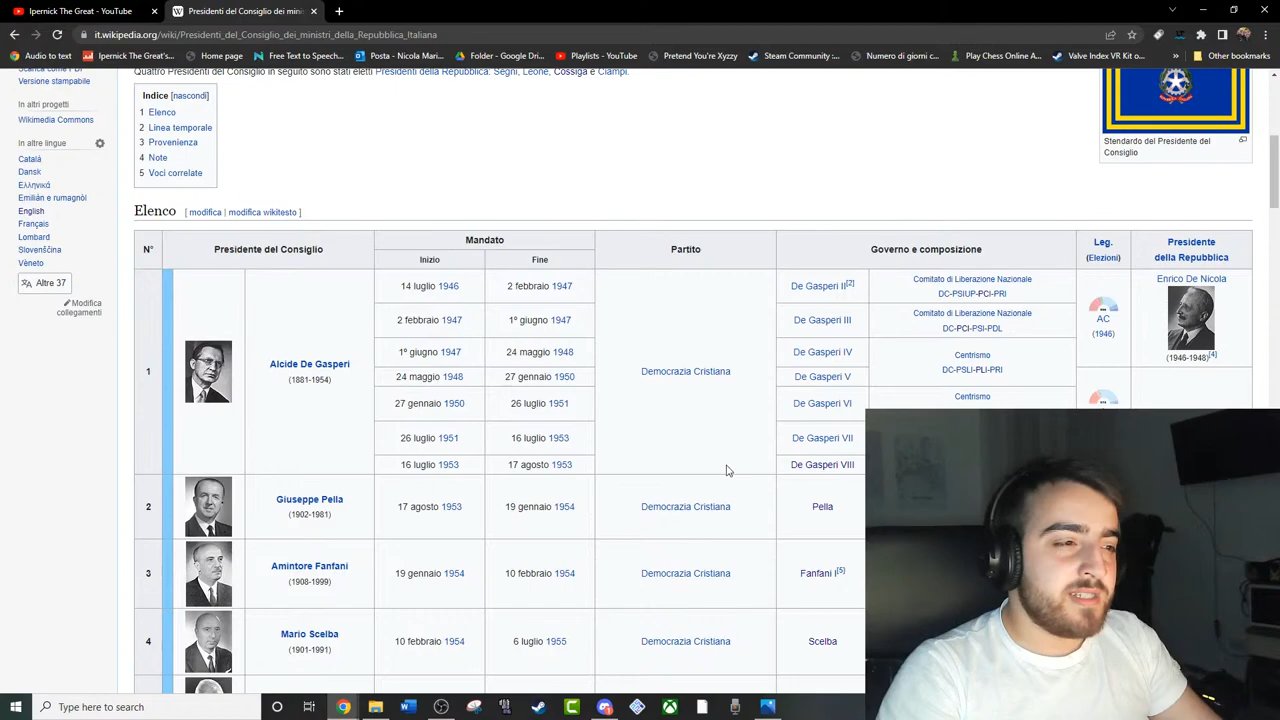 Ipernick The Great - YouTube
Presidenti del Consiglio dei mini
it.wikipedia.org/wiki/Presidenti_del_Consiglio_dei_ministri_della_Repubblica_Italiana
Audio to text
Ipernick The Great's...
Home page
Free Text to Speech...
Posta - Nicola Mari...
Folder - Google Dri...
Playlists - YouTube
Pretend You're Xyzzy
Steam Community :...
Numero di giorni c...
Play Chess Online A...
Valve Index VR Kit o...
Other bookmarks
Scarica come PDF
Versione stampabile
In altri progetti
Wikimedia Commons
In altre lingue
Català
Dansk
Ελληνικά
Emiliàn e rumagnòl
English
Français
Lombard
Slovenščina
Vèneto
Altre 37
Modifica
collegamenti
Quattro Presidenti del Consiglio in seguito sono stati eletti Presidenti della Repubblica: Segni, Leone, Cossiga e Ciampi.
Indice [nascondi]
1 Elenco
2 Linea temporale
3 Provenienza
4 Note
5 Voci correlate
Stendardo del Presidente del
Consiglio
Elenco [ modifica | modifica wikitesto ]
N° Presidente del Consiglio Mandato Partito Governo e composizione Leg. (Elezioni) Presidente della Repubblica
Inizio Fine
1 Alcide De Gasperi (1881-1954) Democrazia Cristiana
14 luglio 1946 2 febbraio 1947 De Gasperi II[2] Comitato di Liberazione Nazionale DC-PSIUP-PCI-PRI
2 febbraio 1947 1º giugno 1947 De Gasperi III Comitato di Liberazione Nazionale DC-PCI-PSI-PDL
1º giugno 1947 24 maggio 1948 De Gasperi IV Centrismo DC-PSLI-PLI-PRI
24 maggio 1948 27 gennaio 1950 De Gasperi V
27 gennaio 1950 26 luglio 1951 De Gasperi VI Centrismo
26 luglio 1951 16 luglio 1953 De Gasperi VII
16 luglio 1953 17 agosto 1953 De Gasperi VIII
AC
(1946)
Enrico De Nicola
(1946-1948)[4]
2 Giuseppe Pella (1902-1981) 17 agosto 1953 19 gennaio 1954 Democrazia Cristiana Pella
3 Amintore Fanfani (1908-1999) 19 gennaio 1954 10 febbraio 1954 Democrazia Cristiana Fanfani I[5]
4 Mario Scelba (1901-1991) 10 febbraio 1954 6 luglio 1955 Democrazia Cristiana Scelba
Type here to search